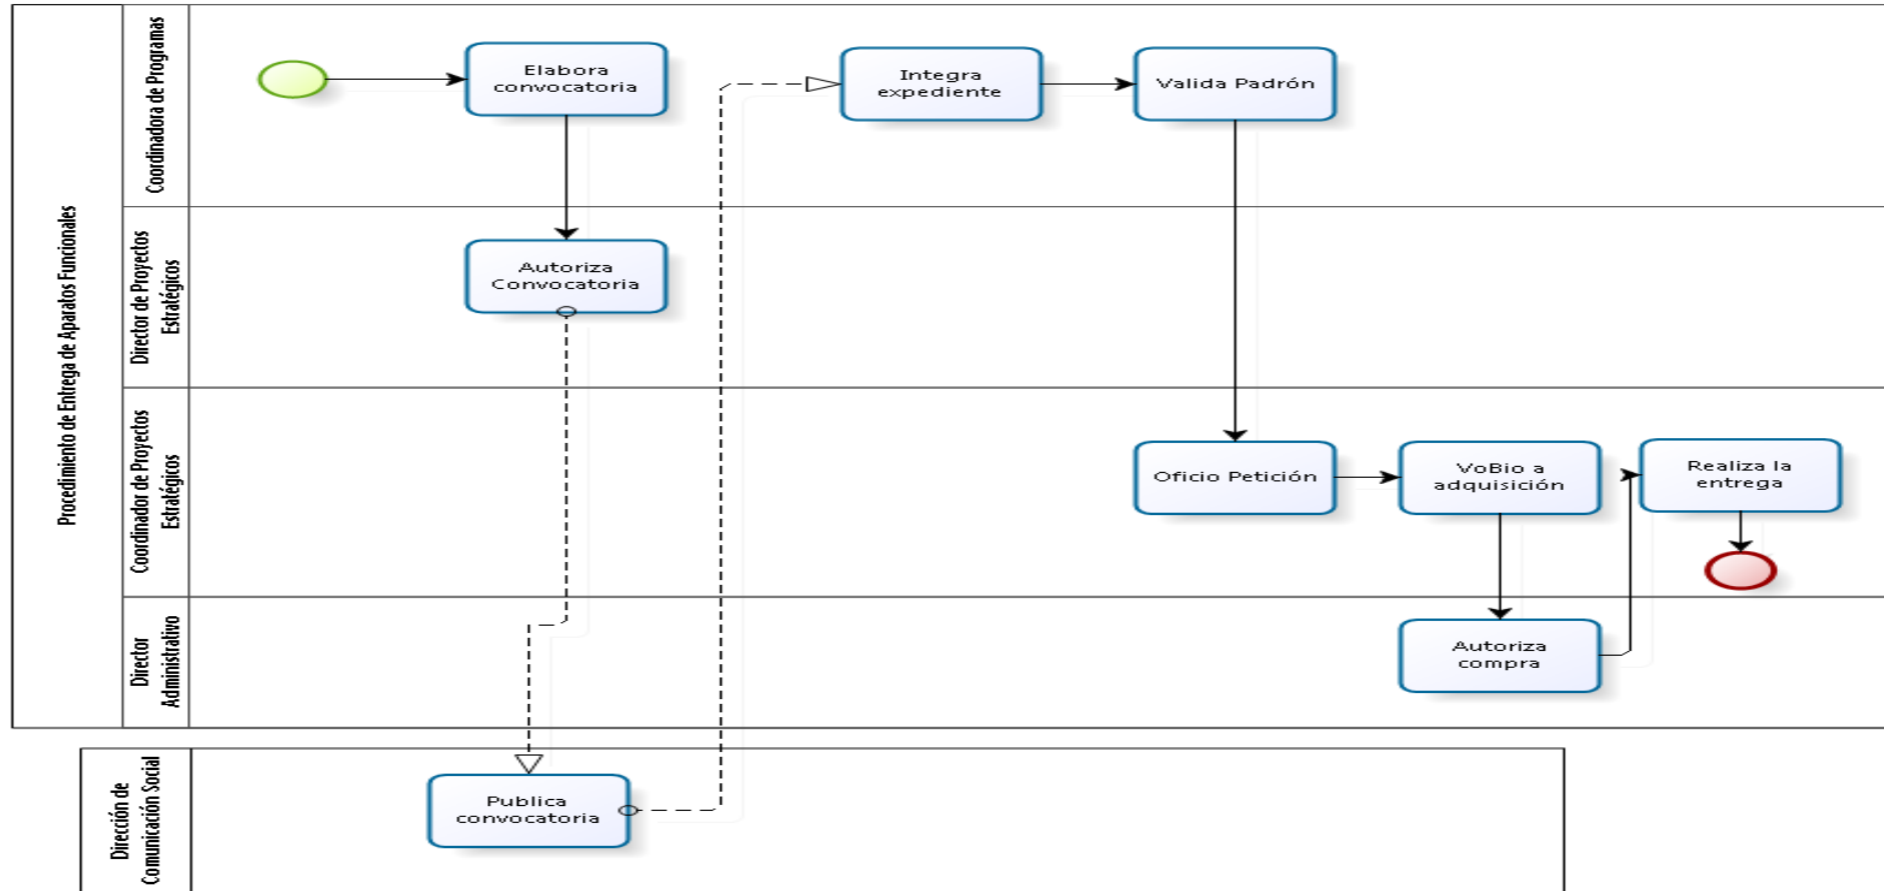 Procedimiento de Entrega de Aparatos Funcionales
Coordinadora de Programas
Elabora
convocatoria
Integra
expediente
Valida Padrón
Director de Proyectos
Estratégicos
Autoriza
Convocatoria
Coordinador de Proyectos
Estratégicos
Oficio Petición
VoBio a
adquisición
Realiza la
entrega
Director
Administrativo
Autoriza
compra
Dirección de
Comunicación Social
Publica
convocatoria